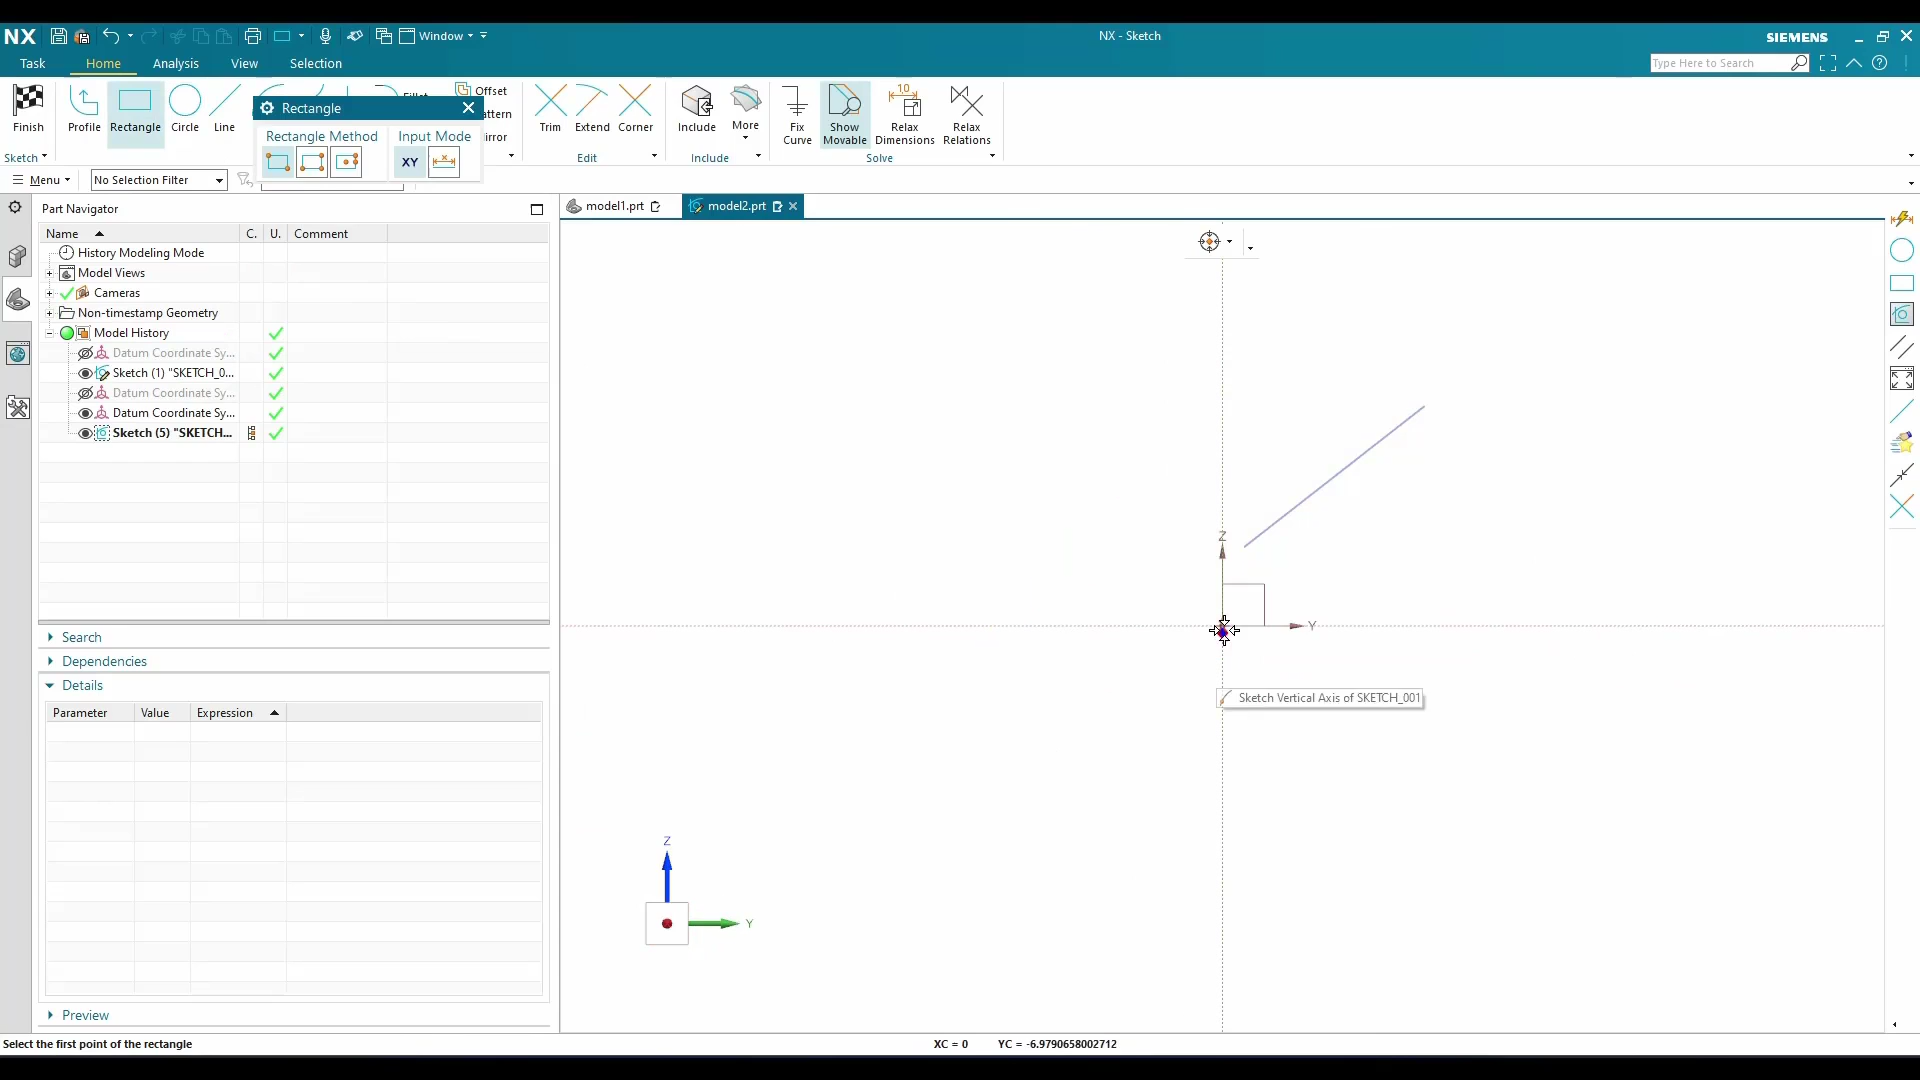 NX
Window
NX - Sketch
SIEMENS
Task
Home
Analysis
View
Selection
Type Here to Search
Finish
Profile
Rectangle
Circle
Line
Offset
Trim
Extend
Corner
Include
More
Fix Curve
Show Movable
Relax Dimensions
Relax Relations
Sketch
Edit
Include
Solve
Rectangle
Rectangle Method
Input Mode
XY
Menu
No Selection Filter
Part Navigator
model1.prt
model2.prt
Name
C.
U.
Comment
History Modeling Mode
Model Views
Cameras
Non-timestamp Geometry
Model History
Datum Coordinate Sy...
Sketch (1) "SKETCH_0...
Datum Coordinate Sy...
Datum Coordinate Sy...
Sketch (5) "SKETCH...
Search
Dependencies
Details
Parameter
Value
Expression
Preview
Z
Y
Sketch Vertical Axis of SKETCH_001
Z
Y
Select the first point of the rectangle
XC = 0
YC = -6.9790658002712